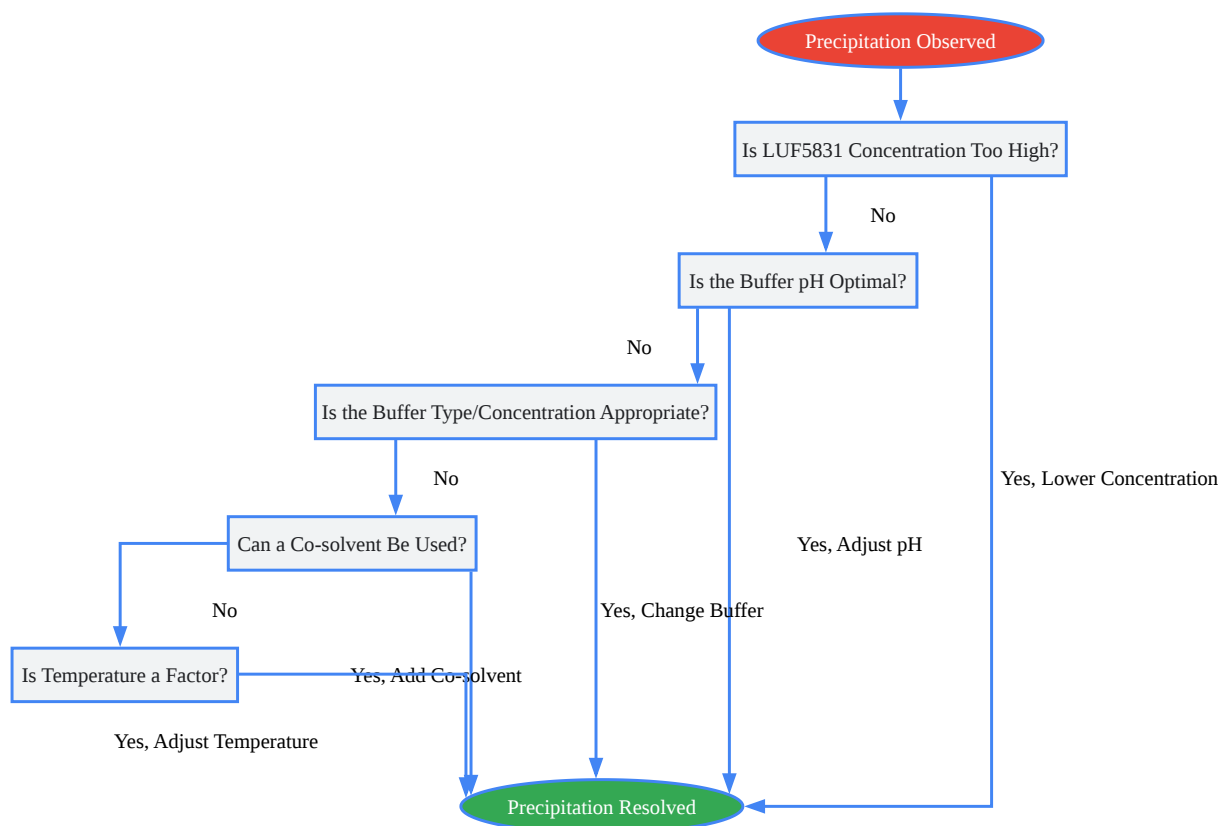 Precipitation Observed
Is LUF5831 Concentration Too High?
No
Is the Buffer pH Optimal?
No
Is the Buffer Type/Concentration Appropriate?
No
Yes, Lower Concentration
Can a Co-solvent Be Used?
Yes, Adjust pH
No
Yes, Change Buffer
Is Temperature a Factor?
Yes, Add Co-solvent
Yes, Adjust Temperature
Precipitation Resolved